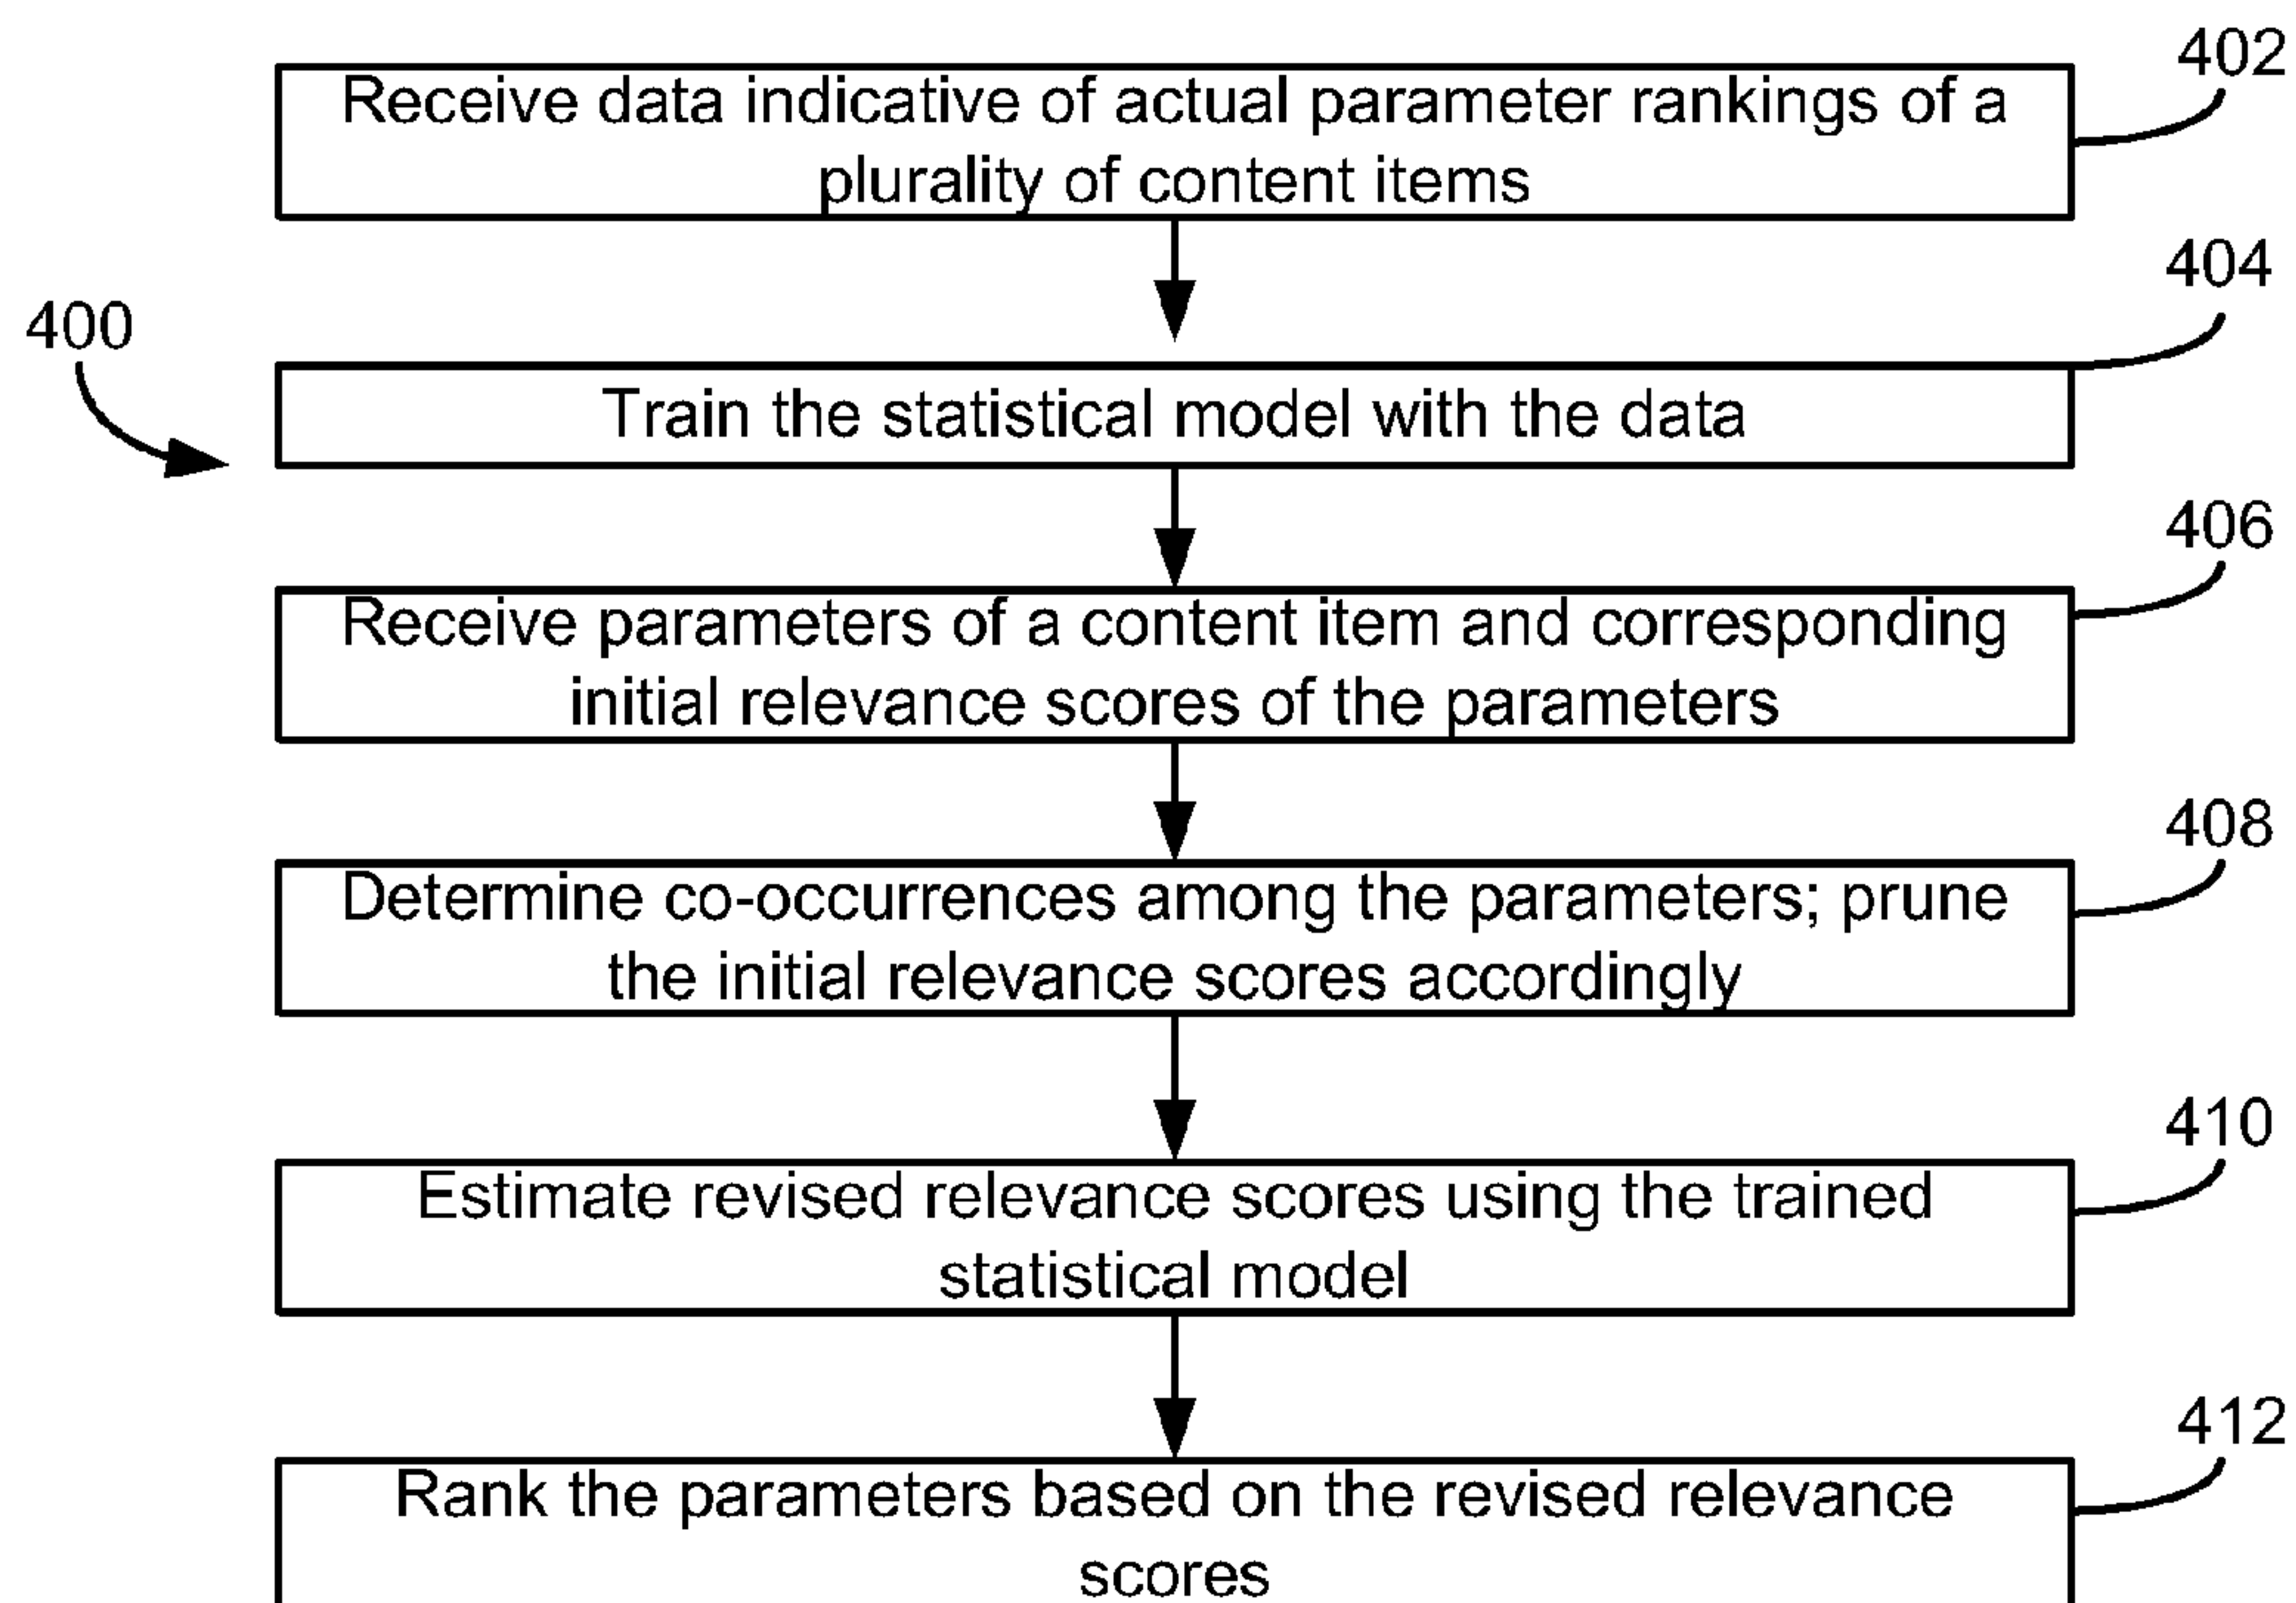 402
Receive data indicative of actual parameter rankings of a
plurality of content items
404
400
Train the statistical model with the data
406
Receive parameters of a content item and corresponding
initial relevance scores of the parameters
408
Determine co-occurrences among the parameters; prune
the initial relevance scores accordingly
410
Estimate revised relevance scores using the trained
statistical model
412
Rank the parameters based on the revised relevance
scores